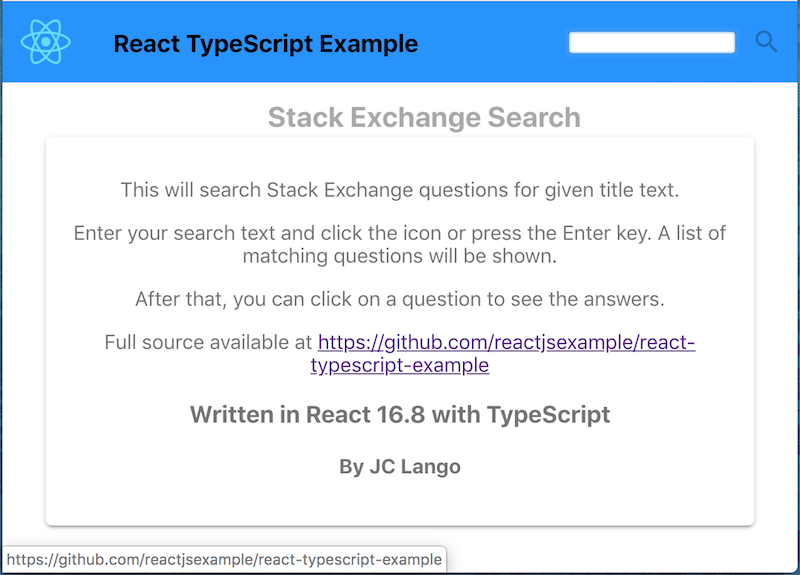 React TypeScript Example
Stack Exchange Search
This will search Stack Exchange questions for given title text.
Enter your search text and click the icon or press the Enter key. A list of
matching questions will be shown.
After that, you can click on a question to see the answers.
Full source available at https://github.com/reactjsexample/react-
typescript-example
Written in React 16.8 with TypeScript
By JC Lango
https://github.com/reactjsexample/react-typescript-example